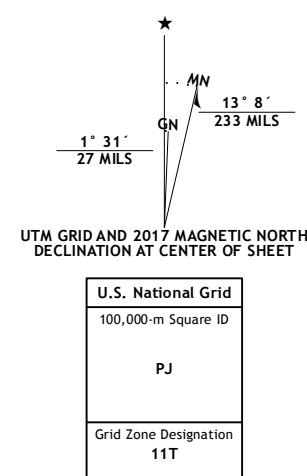 MN
GN
13° 8´
233 MILS
1° 31´
27 MILS
UTM GRID AND 2017 MAGNETIC NORTH
DECLINATION AT CENTER OF SHEET
U.S. National Grid
100,000-m Square ID
PJ
Grid Zone Designation
11T